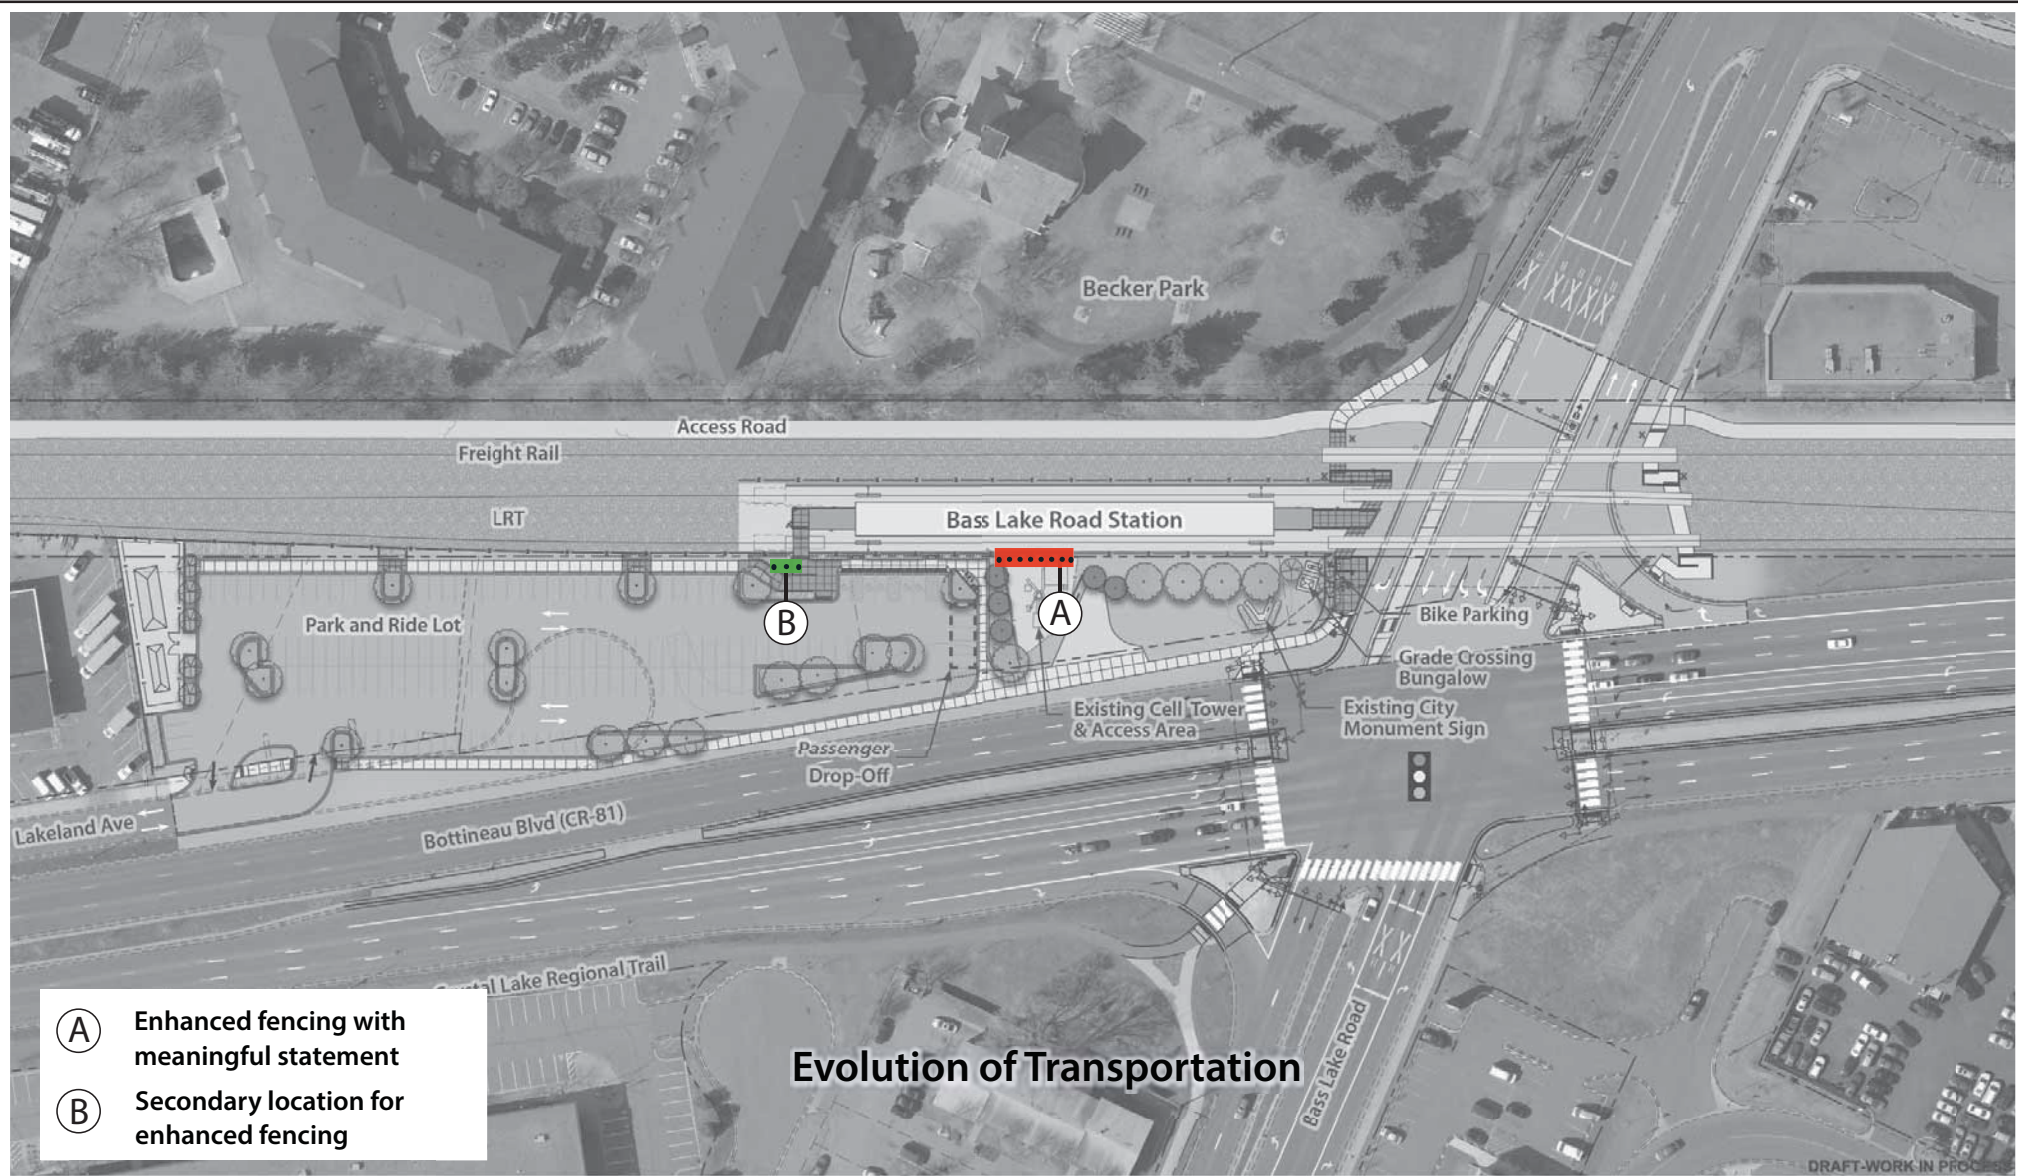 Becker Park
Access Road
Freight Rail
LRT
Bass Lake Road Station
Park and Ride Lot
B
A
Bike Parking
Grade Crossing
Bungalow
Existing Cell Tower
& Access Area
Existing City
Monument Sign
Passenger
Drop-Off
Lakeland Ave
Bottineau Blvd (CR-81)
Lake Regional Trail
Bass Lake Road
A
Enhanced fencing with
meaningful statement
B
Secondary location for
enhanced fencing
Evolution of Transportation
DRAFT-WORK IN